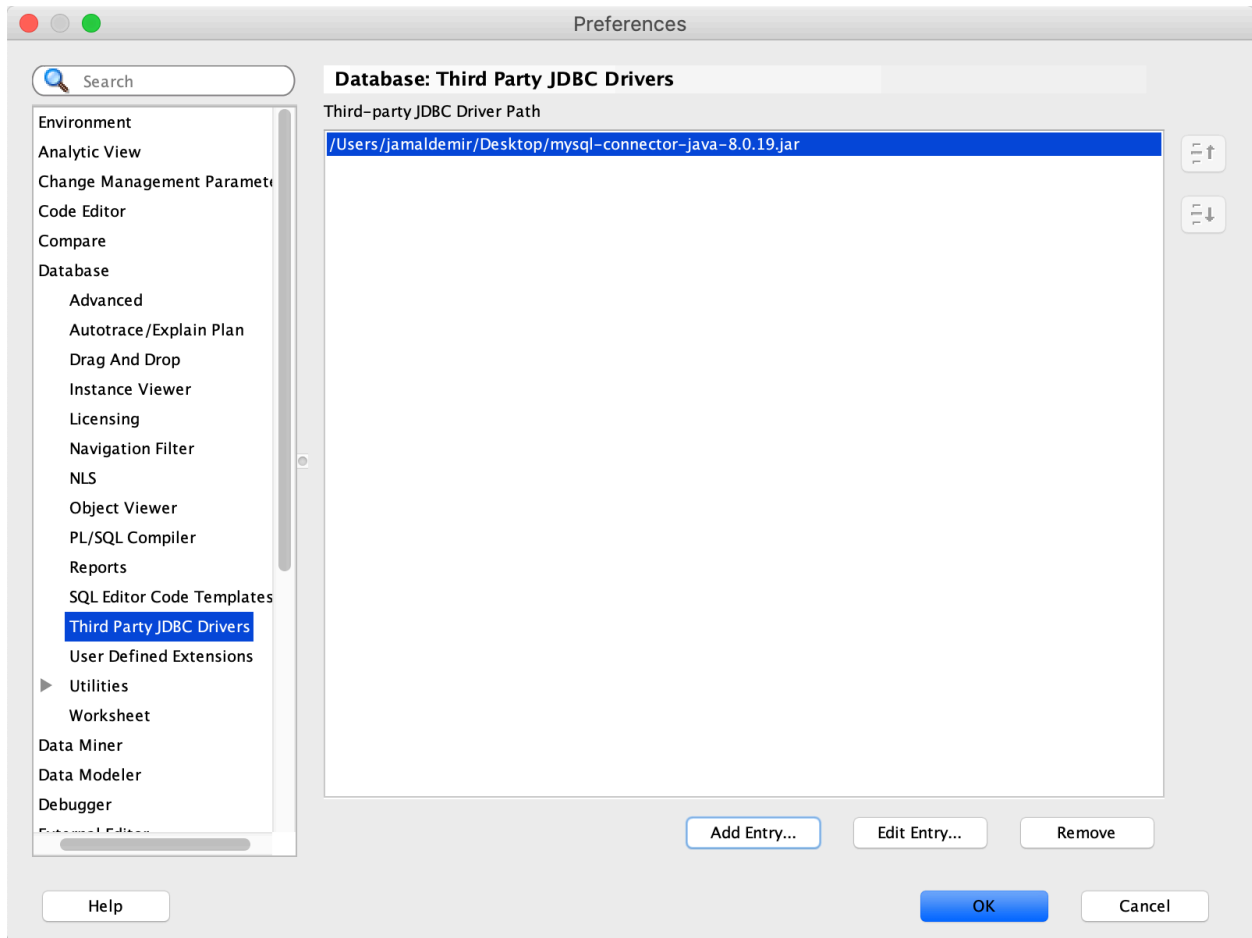 Preferences
Search
Environment
Analytic View
Change Management Paramete
Code Editor
Compare
Database
Advanced
Autotrace/Explain Plan
Drag And Drop
Instance Viewer
Licensing
Navigation Filter
NLS
Object Viewer
PL/SQL Compiler
Reports
SQL Editor Code Templates
Third Party JDBC Drivers
User Defined Extensions
Utilities
Worksheet
Data Miner
Data Modeler
Debugger
External Editor
Database: Third Party JDBC Drivers
Third-party JDBC Driver Path
/Users/jamaldemir/Desktop/mysql-connector-java-8.0.19.jar
Add Entry...
Edit Entry...
Remove
Help
OK
Cancel